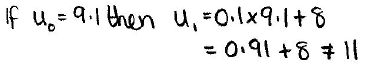 If u₀ = 9.1 then u₁ = 0.1 × 9.1 + 8
= 0.91 + 8 ≠ 11